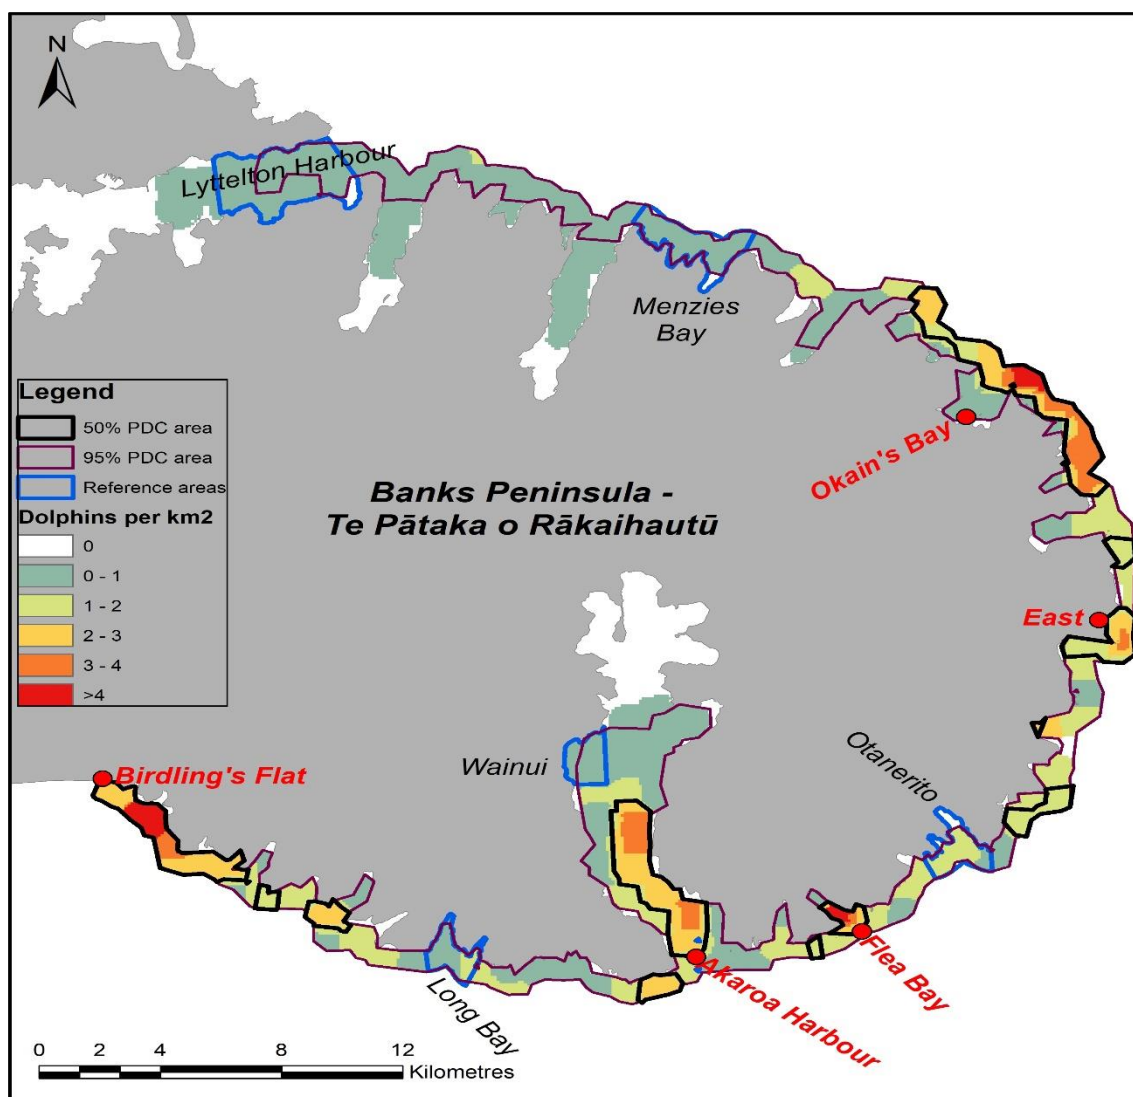 N
Lyttelton Harbour
Menzies
Bay
Legend
50% PDC area
95% PDC area
Reference areas
Dolphins per km2
0
0 - 1
1 - 2
2 - 3
3 - 4
>4
Okain's Bay
Banks Peninsula -
Te Pātaka o Rākaihautū
East
Wainui
Otanerito
Birdling's Flat
Flea Bay
Akaroa Harbour
Long Bay
0 2 4 8 12
Kilometres